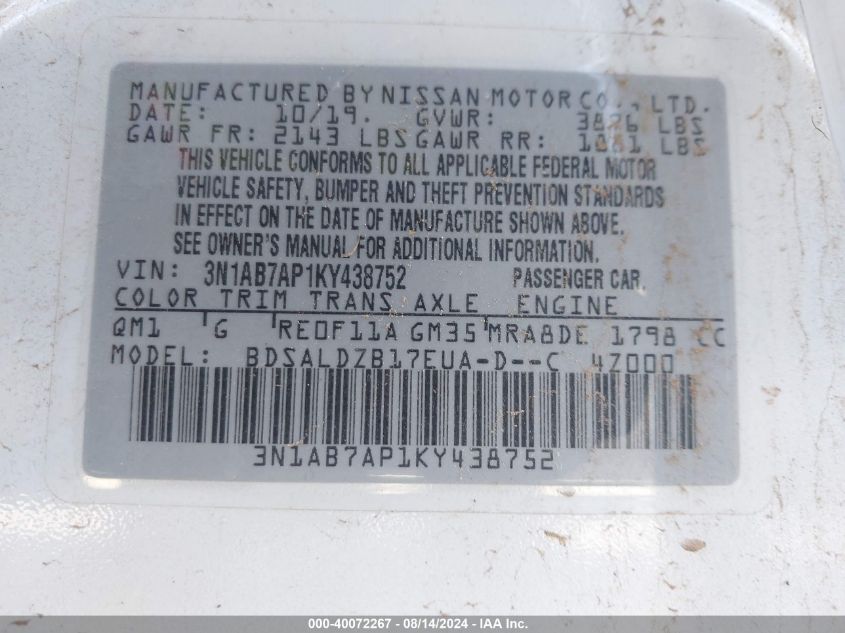 MANUFACTURED BY NISSAN MOTOR CO., LTD.
DATE: 10/19. GVWR: LBS
GAWR FR: 2143 LBS GAWR RR: LBS
THIS VEHICLE CONFORMS TO ALL APPLICABLE FEDERAL MOTOR
VEHICLE SAFETY, BUMPER AND THEFT PREVENTION STANDARDS
IN EFFECT ON THE DATE OF MANUFACTURE SHOWN ABOVE.
SEE OWNER'S MANUAL FOR ADDITIONAL INFORMATION.
VIN: 3N1AB7AP1KY438752 PASSENGER CAR.
COLOR TRIM TRANS AXLE ENGINE
QM1 G RE0F11A GM35 MRA8DE 1798 CC
MODEL: BDSALDZB17EUA-D--C 4Z000
3N1AB7AP1KY438752
000-40072267 - 08/14/2024 - IAA Inc.